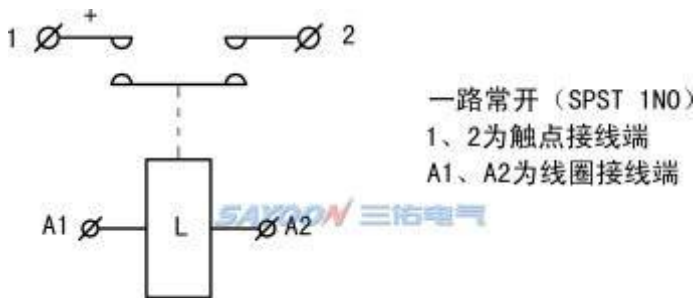 1 + 2
一路常开（SPST 1NO）
1、2为触点接线端
A1、A2为线圈接线端
A1 L A2
SAYOON 三佑电气